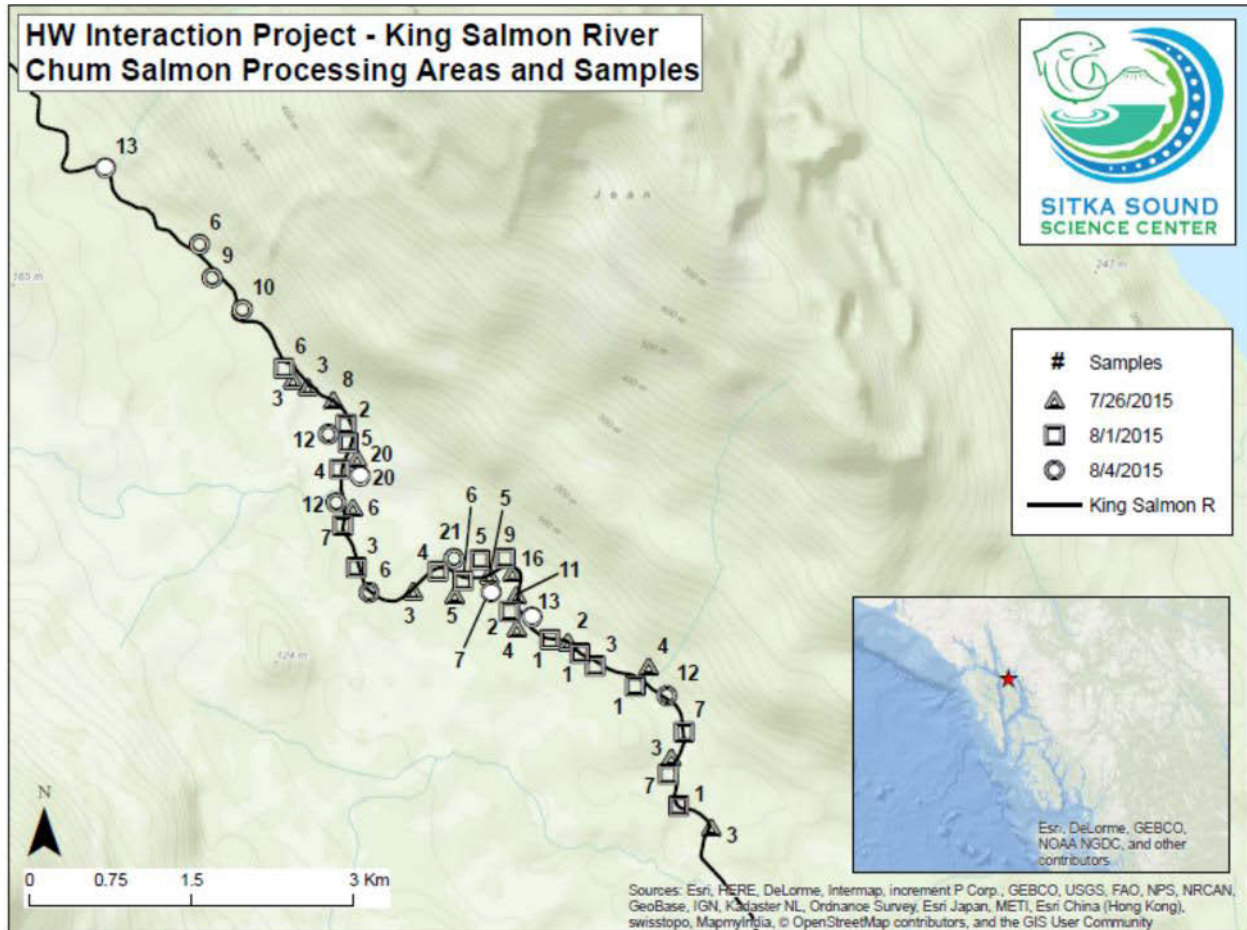 HW Interaction Project - King Salmon River
Chum Salmon Processing Areas and Samples
SITKA SOUND
SCIENCE CENTER
Jean
13
6
9
10
165 m
247 m
6
3
3
8
2
12
5
20
4
20
12
6
7
3
6
3
4
21
5
6
5
9
16
11
5
7
2
13
4
1
2
1
3
4
1
12
7
3
7
1
3
124 m
# Samples
7/26/2015
8/1/2015
8/4/2015
King Salmon R
N
0 0.75 1.5 3 Km
Esri, DeLorme, GEBCO,
NOAA NGDC, and other
contributors
Sources: Esri, HERE, DeLorme, Intermap, increment P Corp., GEBCO, USGS, FAO, NPS, NRCAN,
GeoBase, IGN, Kadaster NL, Ordnance Survey, Esri Japan, METI, Esri China (Hong Kong),
swisstopo, MapmyIndia, © OpenStreetMap contributors, and the GIS User Community